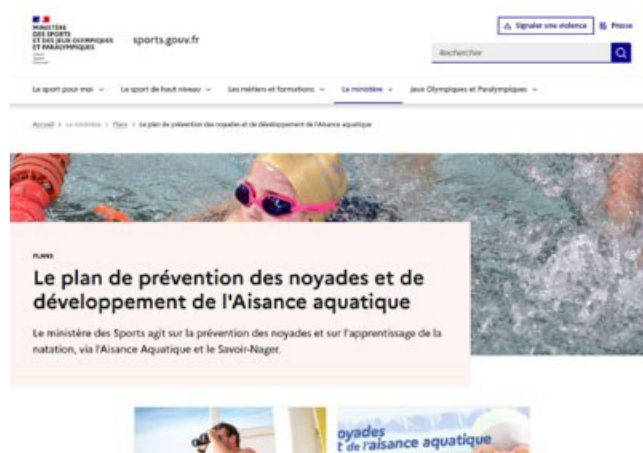 MINISTÈRE
DES SPORTS
ET DES JEUX OLYMPIQUES
ET PARALYMPIQUES
sports.gouv.fr
Signaler une violence
Presse
Rechercher
Le sport pour moi
Le sport de haut niveau
Les métiers et formations
Le ministère
Jeux Olympiques et Paralympiques
Accueil > Le ministère > Plans > Le plan de prévention des noyades et de développement de l'Aisance aquatique
PLANS
Le plan de prévention des noyades et de
développement de l'Aisance aquatique
Le ministère des Sports agit sur la prévention des noyades et sur l'apprentissage de la
natation, via l'Aisance Aquatique et le Savoir-Nager.
oyades
t de l'aisance aquatique